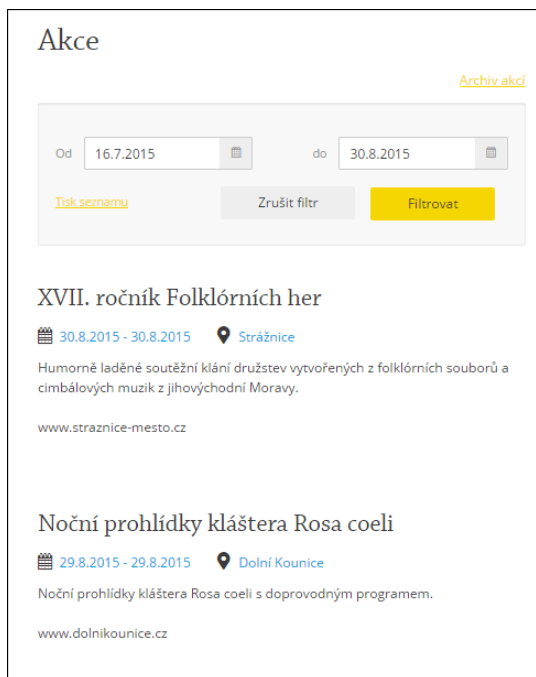 Akce
Archiv akcí
Od 16.7.2015 do 30.8.2015
Tisk seznamu Zrušit filtr Filtrovat
XVII. ročník Folklórních her
30.8.2015 - 30.8.2015 Strážnice
Humorně laděné soutěžní klání družstev vytvořených z folklórních souborů a
cimbálových muzik z jihovýchodní Moravy.
www.straznice-mesto.cz
Noční prohlídky kláštera Rosa coeli
29.8.2015 - 29.8.2015 Dolní Kounice
Noční prohlídky kláštera Rosa coeli s doprovodným programem.
www.dolnikounice.cz